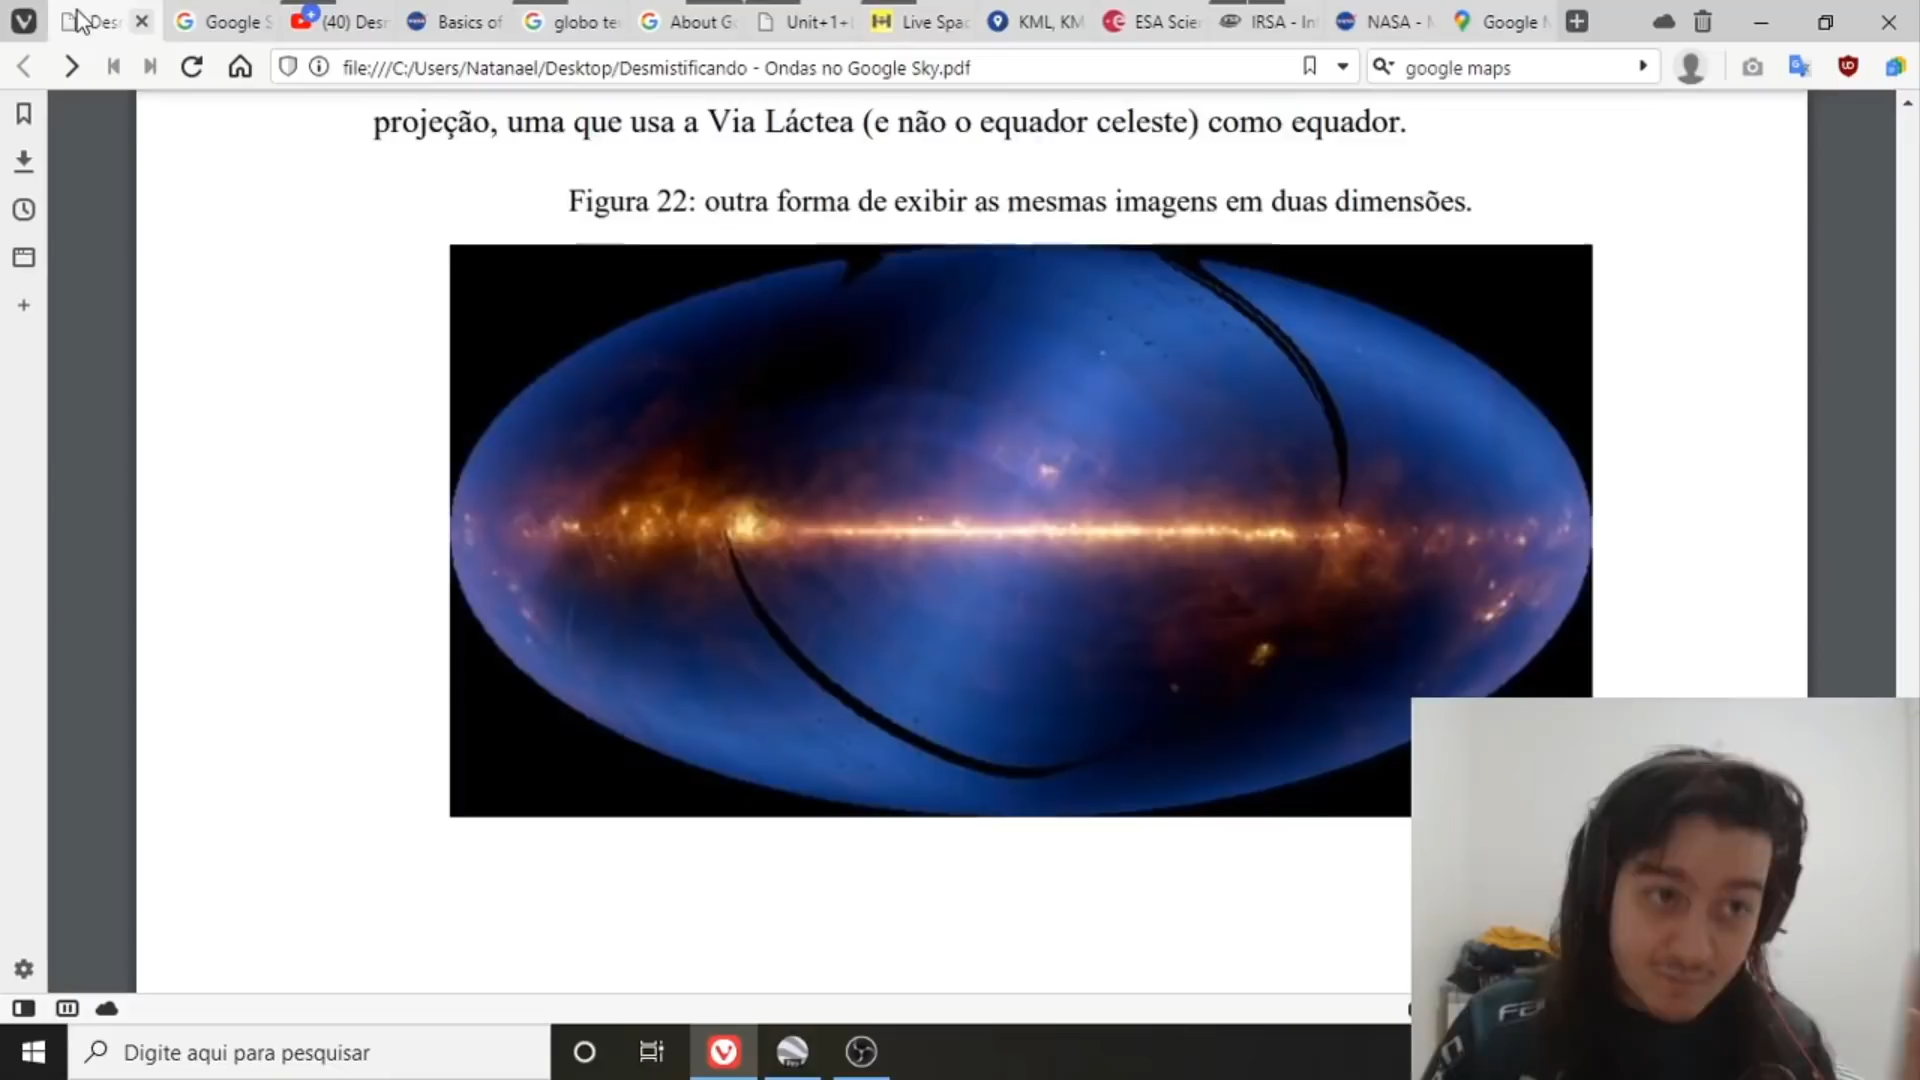 Des
Google S
(40) Desr
Basics of
globo te
About G
Unit+1+
Live Spac
KML, KM
ESA Scier
IRSA - In
NASA - N
Google M
file:///C:/Users/Natanael/Desktop/Desmistificando - Ondas no Google Sky.pdf
google maps
projeção, uma que usa a Via Láctea (e não o equador celeste) como equador.
Figura 22: outra forma de exibir as mesmas imagens em duas dimensões.
Digite aqui para pesquisar